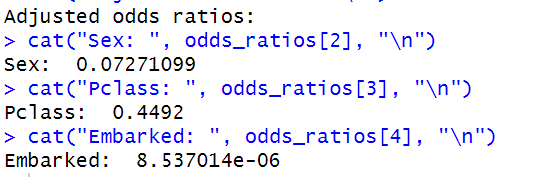 Adjusted odds ratios:
> cat("Sex: ", odds_ratios[2], "\n")
Sex:  0.07271099
> cat("Pclass: ", odds_ratios[3], "\n")
Pclass:  0.4492
> cat("Embarked: ", odds_ratios[4], "\n")
Embarked:  8.537014e-06